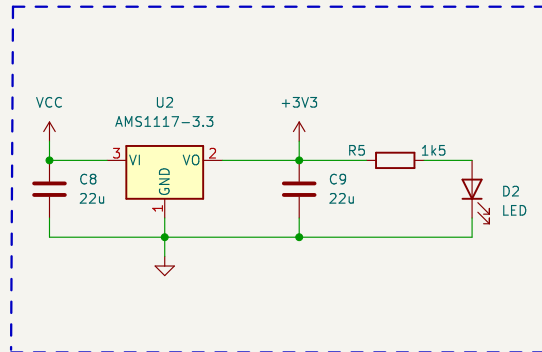 VCC
U2
AMS1117-3.3
+3V3
3 VI
VO 2
GND
1
C8
22u
C9
22u
R5
1k5
D2
LED